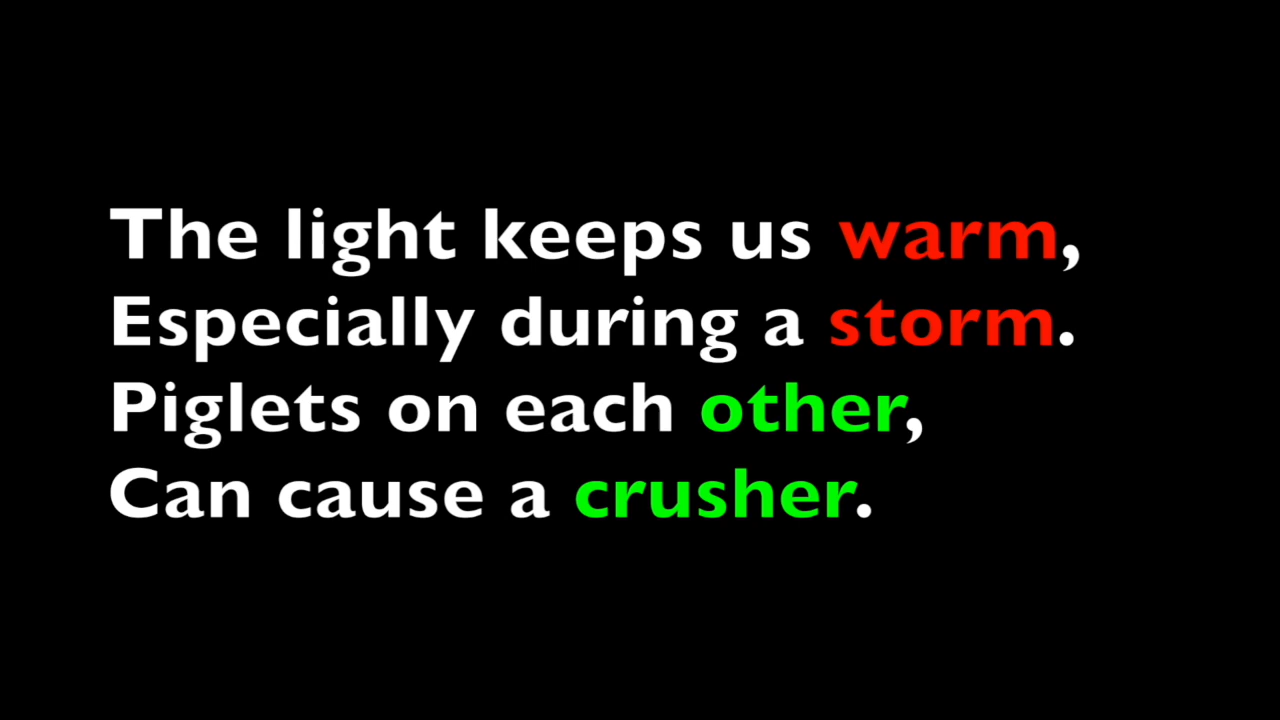 The light keeps us warm,
Especially during a storm.
Piglets on each other,
Can cause a crusher.